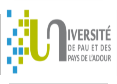 UNIVERSITÉ
DE PAU ET DES
PAYS DE L'ADOUR